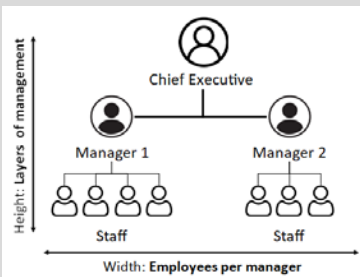 Chief Executive
Manager 1
Manager 2
Staff
Staff
Height: Layers of management
Width: Employees per manager